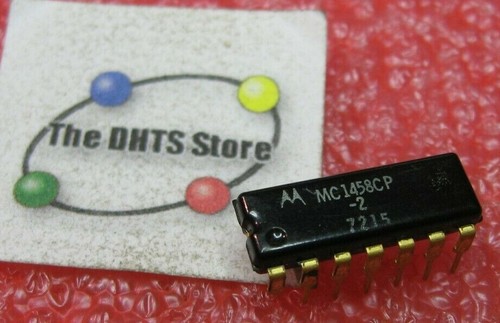 The DHTS Store
MC1458CP
-2
7215